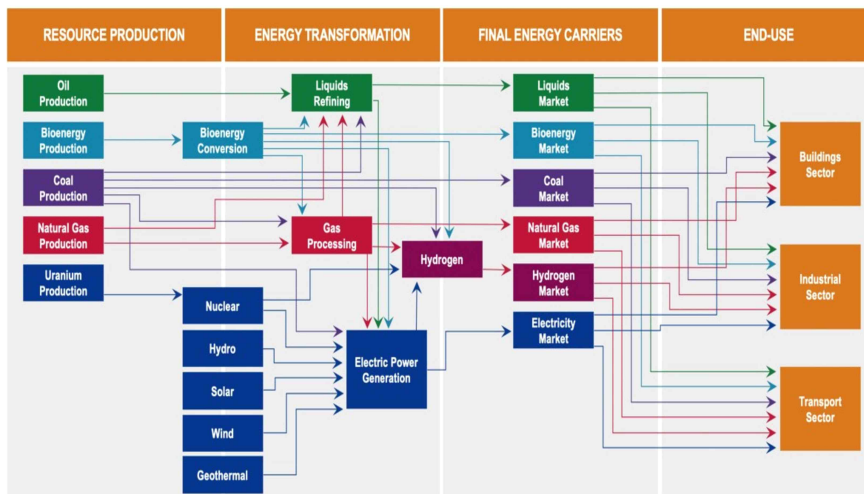 RESOURCE PRODUCTION
ENERGY TRANSFORMATION
FINAL ENERGY CARRIERS
END-USE
Oil
Production
Liquids
Refining
Liquids
Market
Bioenergy
Production
Bioenergy
Conversion
Bioenergy
Market
Buildings
Sector
Coal
Production
Coal
Market
Natural Gas
Production
Gas
Processing
Natural Gas
Market
Hydrogen
Uranium
Production
Hydrogen
Market
Industrial
Sector
Nuclear
Electricity
Market
Hydro
Electric Power
Generation
Solar
Transport
Sector
Wind
Geothermal